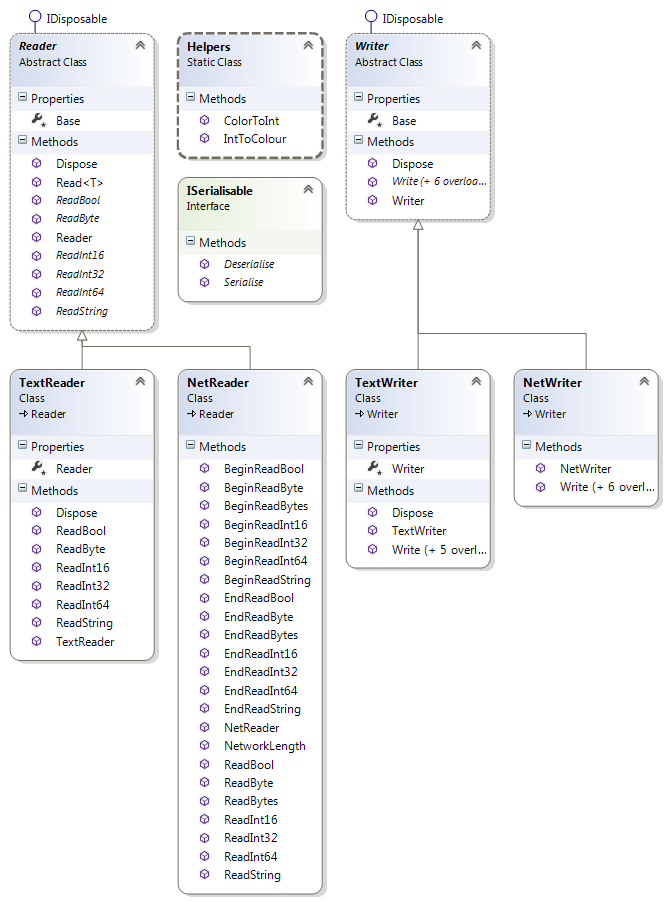 IDisposable
Reader
Abstract Class
Properties
Base
Methods
Dispose
Read<T>
ReadBool
ReadByte
Reader
ReadInt16
ReadInt32
ReadInt64
ReadString
Helpers
Static Class
Methods
ColorToInt
IntToColour
ISerialisable
Interface
Methods
Deserialise
Serialise
IDisposable
Writer
Abstract Class
Properties
Base
Methods
Dispose
Write (+ 6 overloa...
Writer
TextReader
Class
Reader
Properties
Reader
Methods
Dispose
ReadBool
ReadByte
ReadInt16
ReadInt32
ReadInt64
ReadString
TextReader
NetReader
Class
Reader
Methods
BeginReadBool
BeginReadByte
BeginReadBytes
BeginReadInt16
BeginReadInt32
BeginReadInt64
BeginReadString
EndReadBool
EndReadByte
EndReadBytes
EndReadInt16
EndReadInt32
EndReadInt64
EndReadString
NetReader
NetworkLength
ReadBool
ReadByte
ReadBytes
ReadInt16
ReadInt32
ReadInt64
ReadString
TextWriter
Class
Writer
Properties
Writer
Methods
Dispose
TextWriter
Write (+ 5 overl...
NetWriter
Class
Writer
Methods
NetWriter
Write (+ 6 overl...